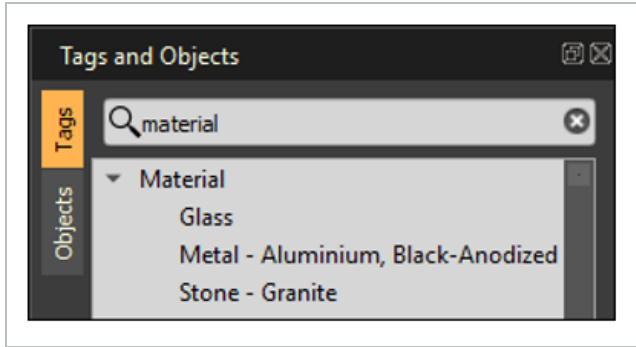 Tags and Objects
Tags
material
Objects
Material
Glass
Metal - Aluminium, Black-Anodized
Stone - Granite